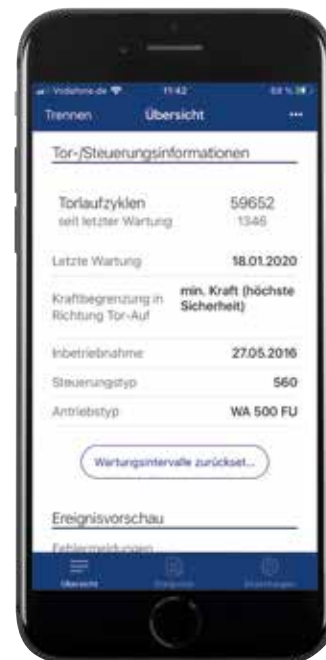 Vodafone.de 11:42
Trennen Übersicht •••
Tor-/Steuerungsinformationen
Torlaufzyklen 59652
seit letzter Wartung 1346
Letzte Wartung 18.01.2020
Kraftbegrenzung in Richtung Tor-Auf
min. Kraft (höchste Sicherheit)
Inbetriebnahme 27.05.2016
Steuerungstyp 560
Antriebstyp WA 500 FU
Wartungsintervalle zurückset...
Ereignisvorschau
Fehlermeldungen
Übersicht